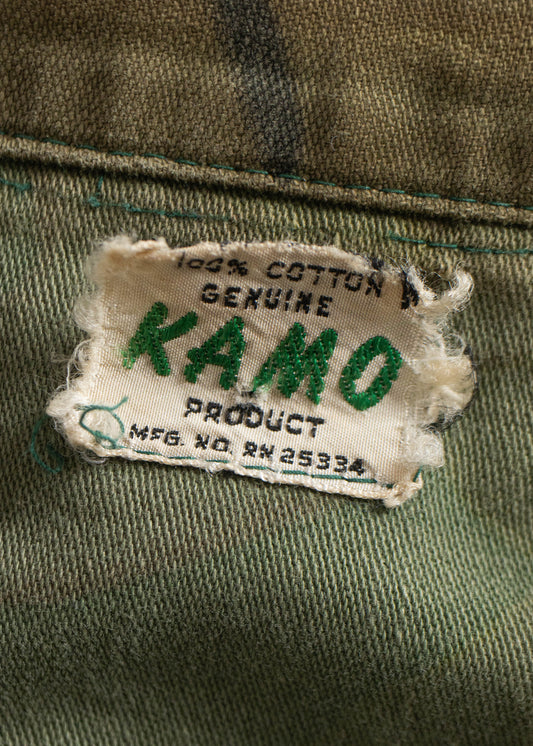 100% COTTON
GENUINE
KAMO
PRODUCT
MFG. NO. RN 25334